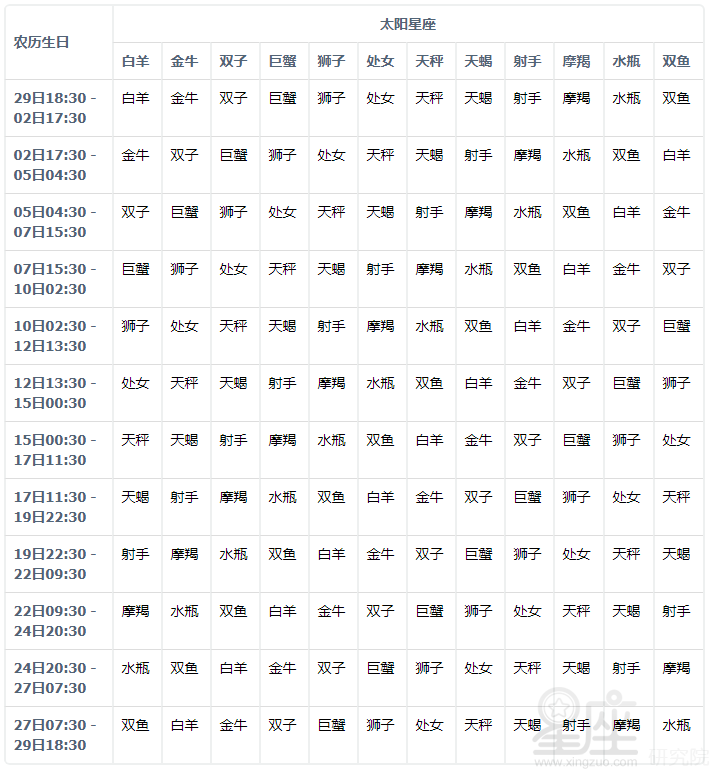 太阳星座
农历生日
白羊 金牛 双子 巨蟹 狮子 处女 天秤 天蝎 射手 摩羯 水瓶 双鱼
29日18:30 - 白羊 金牛 双子 巨蟹 狮子 处女 天秤 天蝎 射手 摩羯 水瓶 双鱼
02日17:30
02日17:30 - 金牛 双子 巨蟹 狮子 处女 天秤 天蝎 射手 摩羯 水瓶 双鱼 白羊
05日04:30
05日04:30 - 双子 巨蟹 狮子 处女 天秤 天蝎 射手 摩羯 水瓶 双鱼 白羊 金牛
07日15:30
07日15:30 - 巨蟹 狮子 处女 天秤 天蝎 射手 摩羯 水瓶 双鱼 白羊 金牛 双子
10日02:30
10日02:30 - 狮子 处女 天秤 天蝎 射手 摩羯 水瓶 双鱼 白羊 金牛 双子 巨蟹
12日13:30
12日13:30 - 处女 天秤 天蝎 射手 摩羯 水瓶 双鱼 白羊 金牛 双子 巨蟹 狮子
15日00:30
15日00:30 - 天秤 天蝎 射手 摩羯 水瓶 双鱼 白羊 金牛 双子 巨蟹 狮子 处女
17日11:30
17日11:30 - 天蝎 射手 摩羯 水瓶 双鱼 白羊 金牛 双子 巨蟹 狮子 处女 天秤
19日22:30
19日22:30 - 射手 摩羯 水瓶 双鱼 白羊 金牛 双子 巨蟹 狮子 处女 天秤 天蝎
22日09:30
22日09:30 - 摩羯 水瓶 双鱼 白羊 金牛 双子 巨蟹 狮子 处女 天秤 天蝎 射手
24日20:30
24日20:30 - 水瓶 双鱼 白羊 金牛 双子 巨蟹 狮子 处女 天秤 天蝎 射手 摩羯
27日07:30
27日07:30 - 双鱼 白羊 金牛 双子 巨蟹 狮子 处女 天秤 天蝎 射手 摩羯 水瓶
29日18:30
星座
研究院
www.xingzuo.com